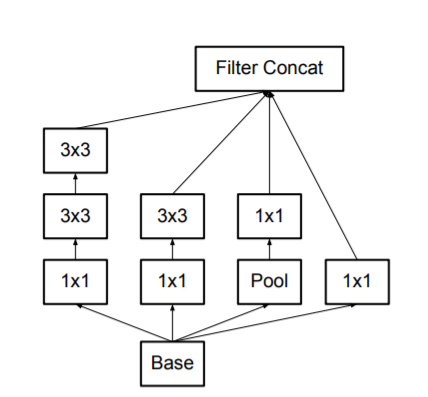 Filter Concat
3x3
3x3
3x3
1x1
1x1
1x1
Pool
1x1
Base